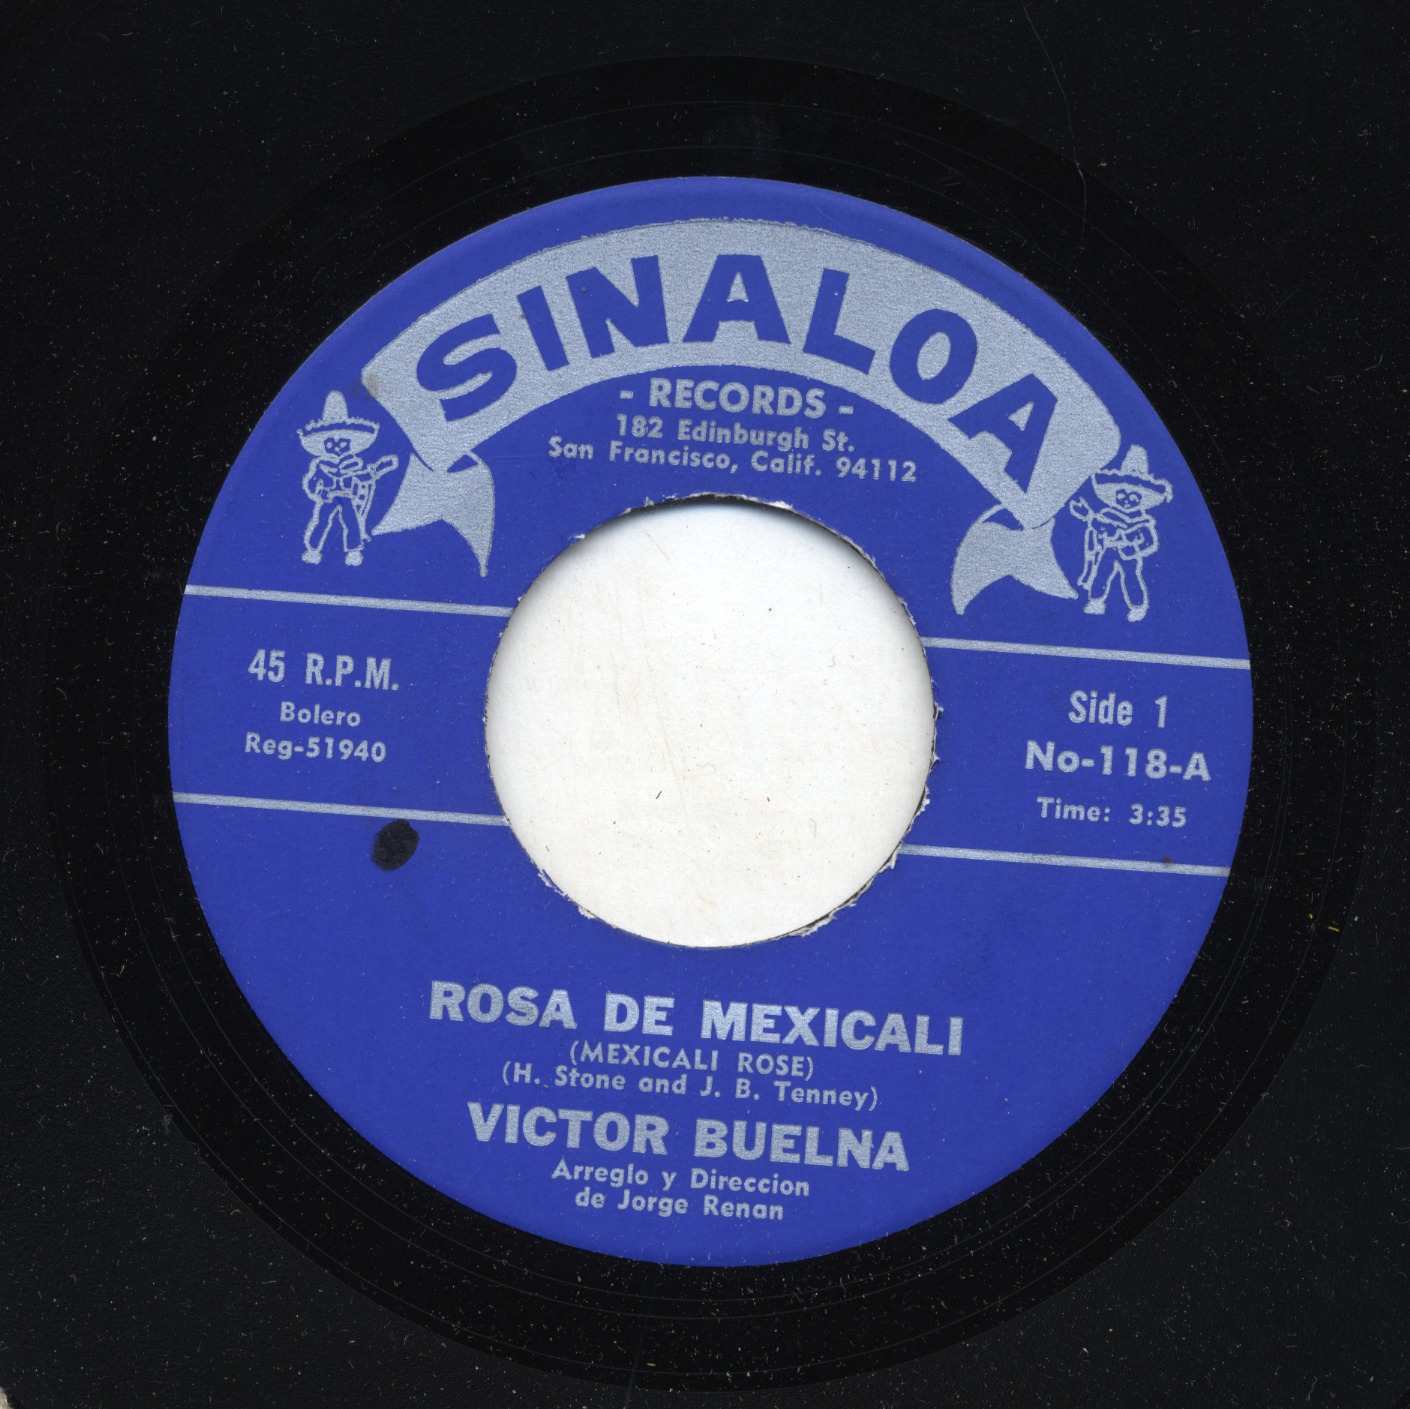 SINALOA
- RECORDS -
182 Edinburgh St.
San Francisco, Calif. 94112
45 R.P.M.
Bolero
Reg-51940
Side 1
No-118-A
Time: 3:35
ROSA DE MEXICALI
(MEXICALI ROSE)
(H. Stone and J. B. Tenney)
VICTOR BUELNA
Arreglo y Direccion
de Jorge Renan